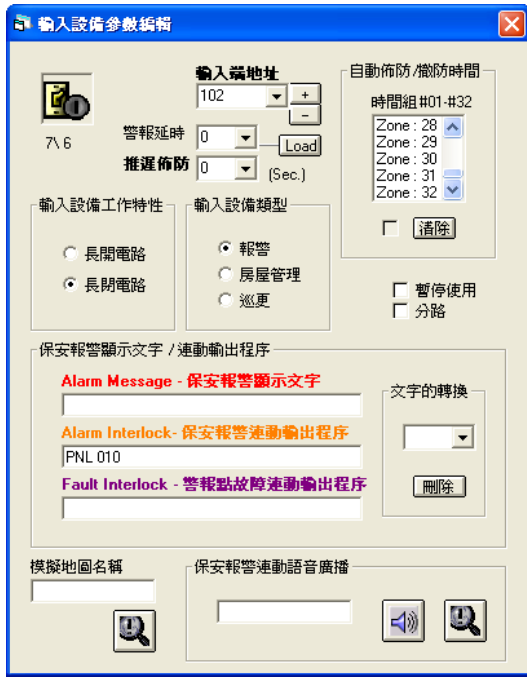 輸入設備參數編輯
輸入端地址
102
+
-
7\ 6
警報延時
0
Load
推遲佈防
0
(Sec.)
自動佈防 /撤防時間
時間組 #01-#32
Zone : 28
Zone : 29
Zone : 30
Zone : 31
Zone : 32
清除
輸入設備工作特性
長開電路
長閉電路
輸入設備類型
報警
房屋管理
巡更
暫停使用
分路
保安報警顯示文字 / 連動輸出程序
Alarm Message - 保安報警顯示文字
Alarm Interlock- 保安報警連動輸出程序
PNL 010
Fault Interlock - 警報點故障連動輸出程序
文字的轉換
刪除
模擬地圖名稱
保安報警連動語音廣播